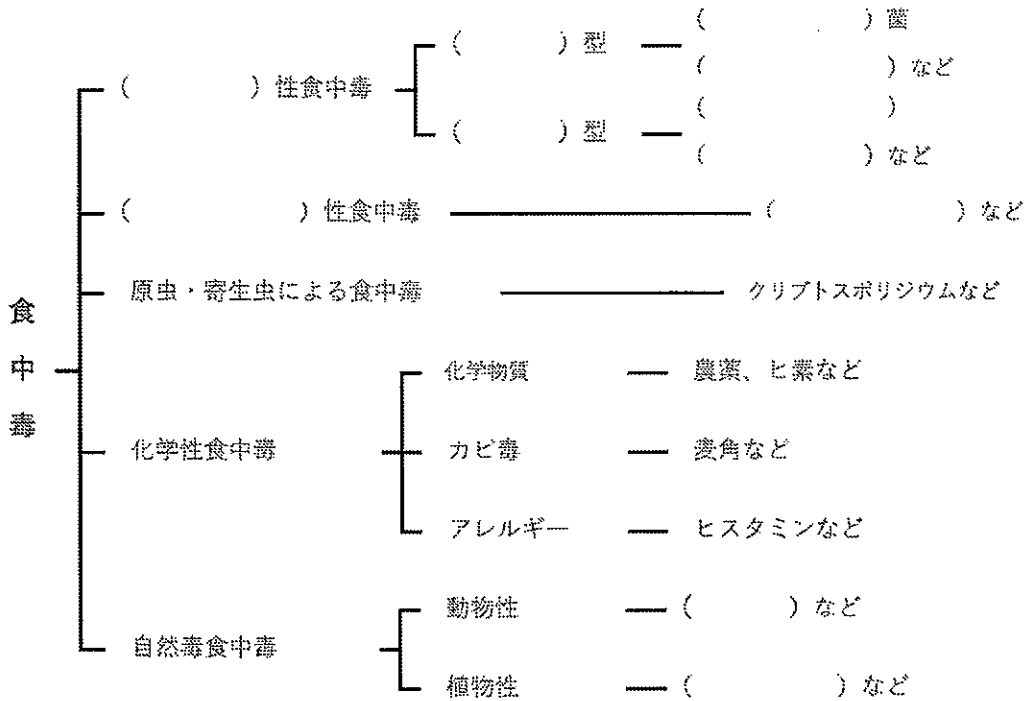 (　　　　　) 菌
(　　　) 型
(　　　　　) など
(　　　　) 性食中毒
(　　　　　)
(　　　) 型
(　　　　　) など
(　　　　　) 性食中毒
(　　　　　) など
原虫・寄生虫による食中毒
クリプトスポリジウムなど
食中毒
化学物質
農薬、ヒ素など
化学性食中毒
カビ毒
麦角など
アレルギー
ヒスタミンなど
動物性
(　　　) など
自然毒食中毒
植物性
(　　　　) など